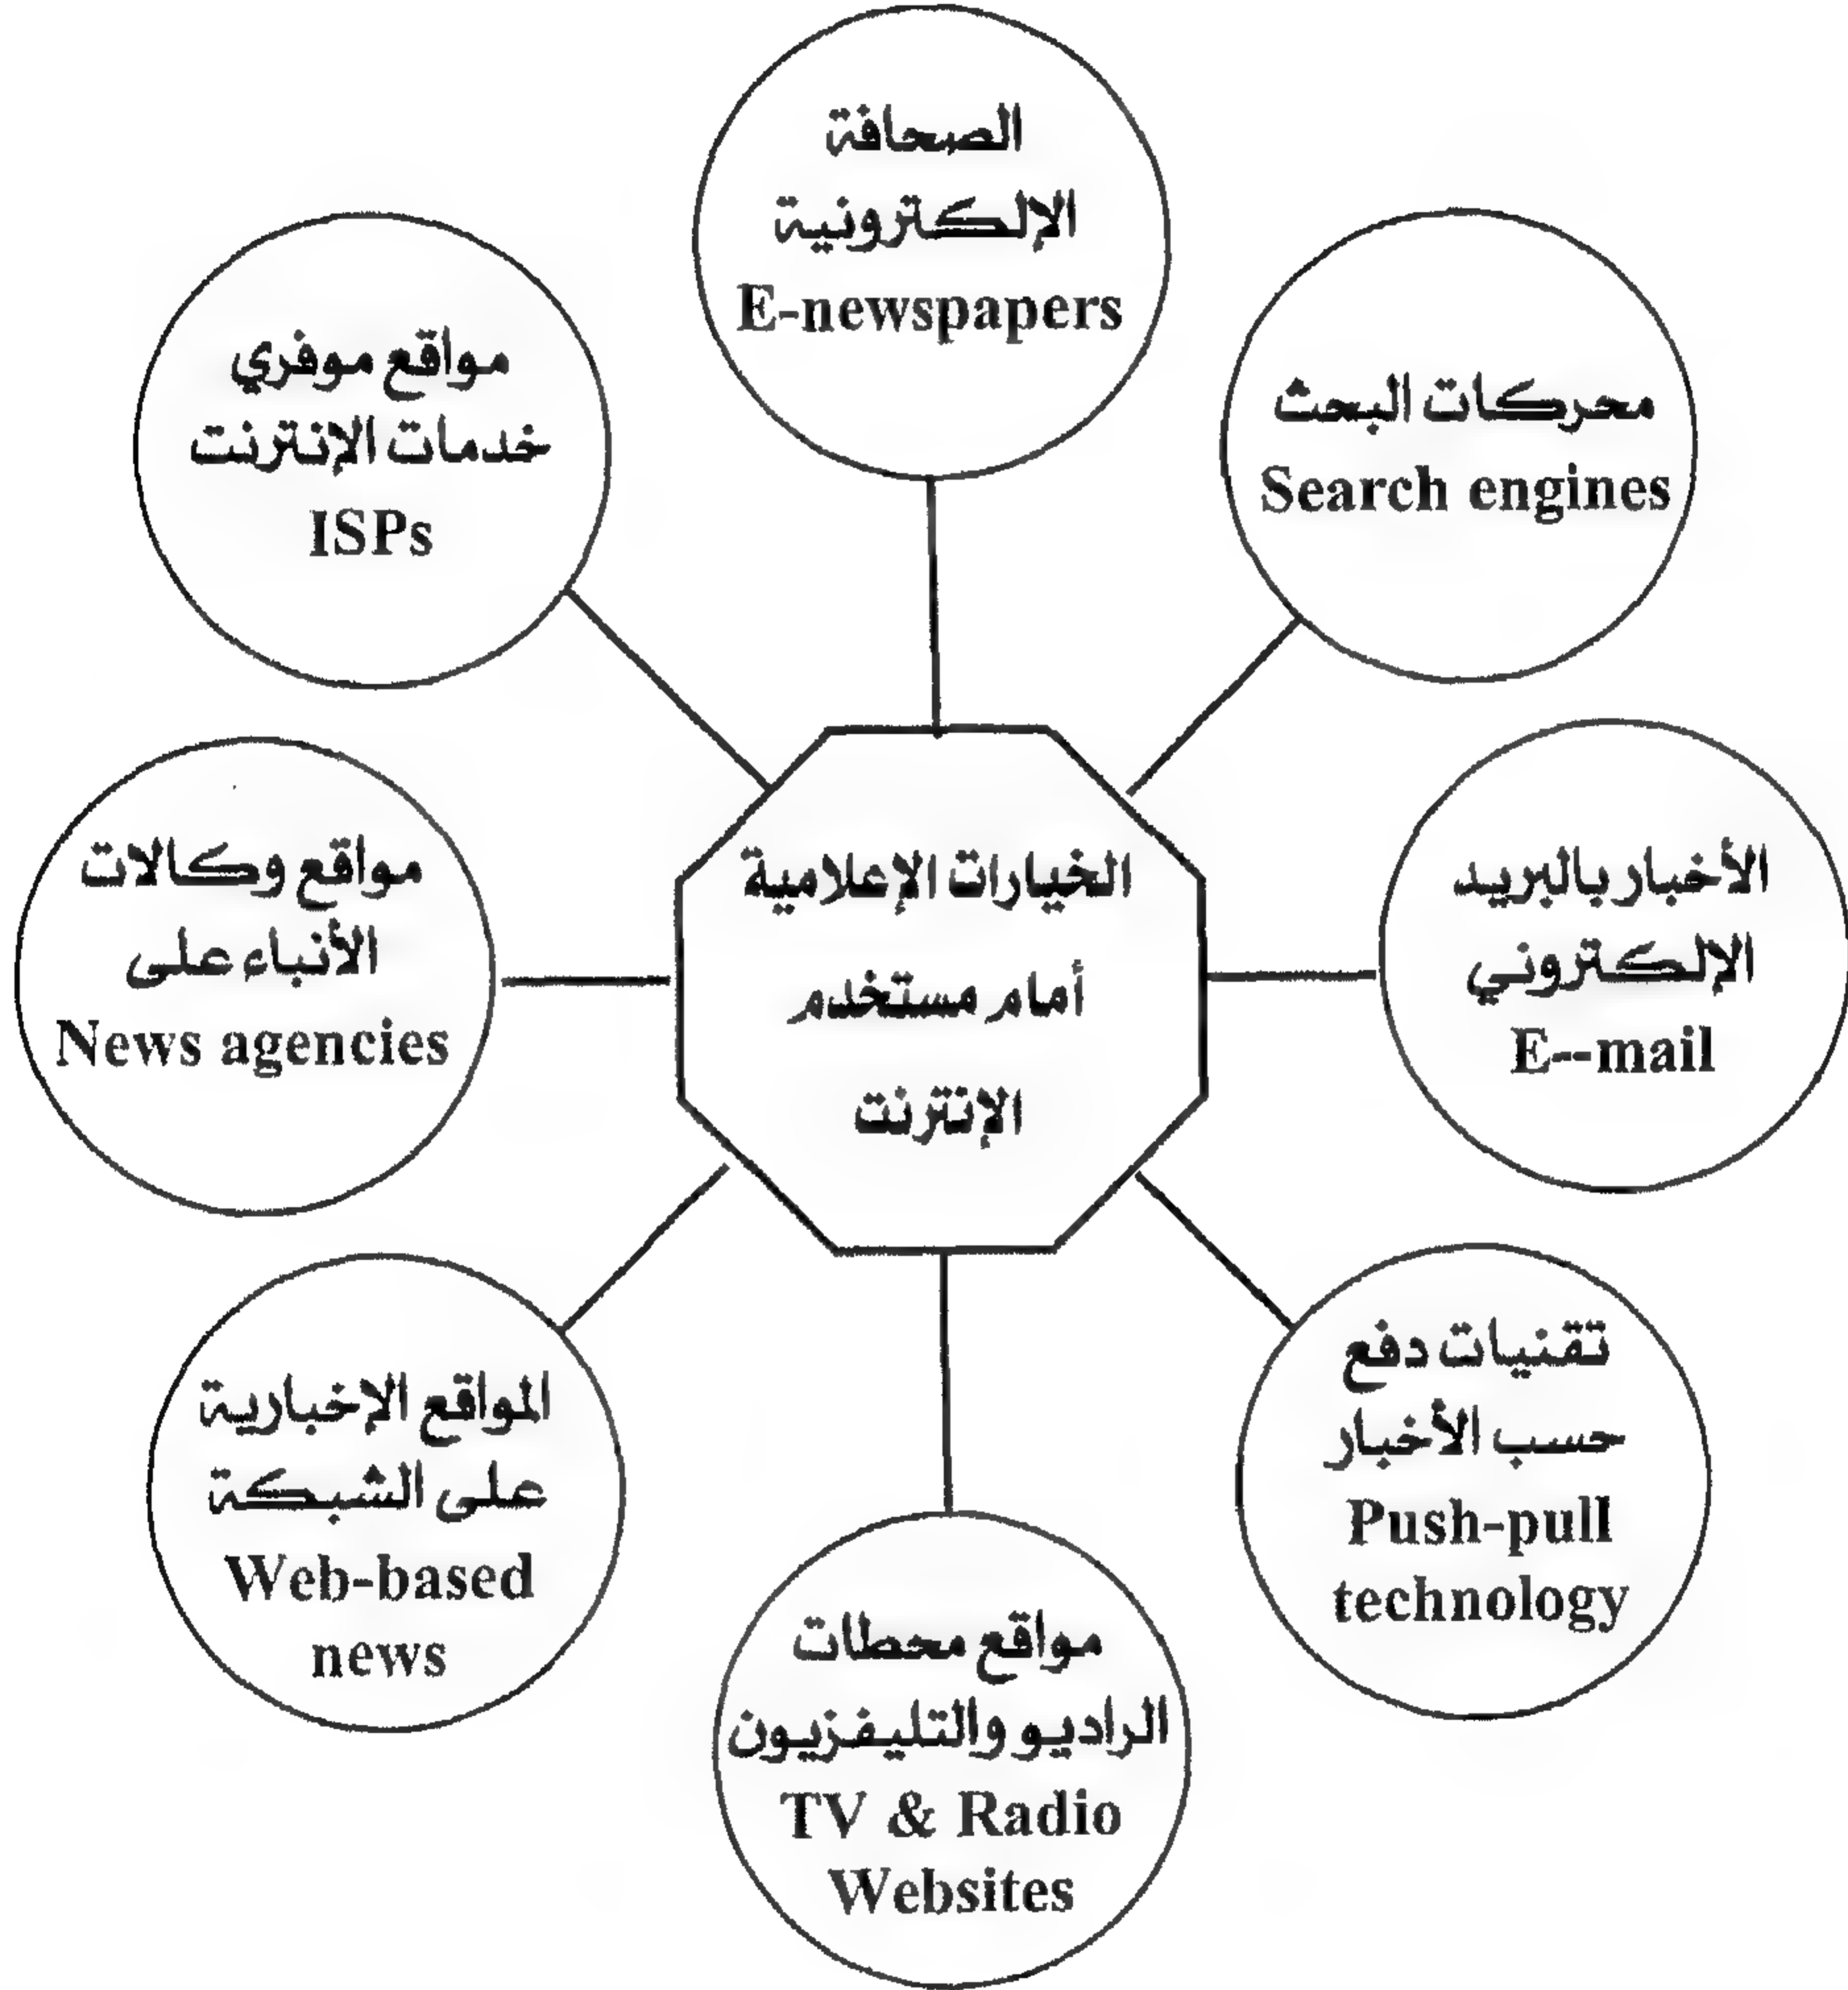 الصحافة
الإلكترونية
E-newspapers
محركات البحث
Search engines
مواقع موفري
خدمات الإنترنت
ISPs
الخيارات الإعلامية
أمام مستخدم
الإنترنت
الأخبار بالبريد
الإلكتروني
E--mail
مواقع وكالات
الأنباء على
News agencies
تقنيات دفع
حسب الأخبار
Push-pull
technology
المواقع الإخبارية
على الشبكة
Web-based
news
مواقع محطات
الراديو والتليفزيون
TV & Radio
Websites